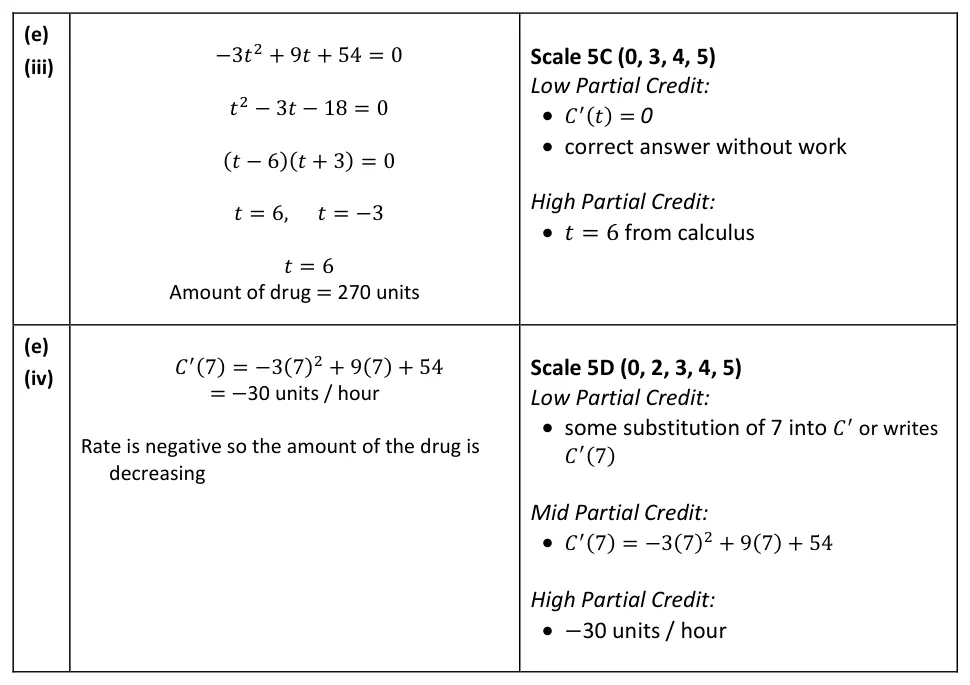 (e)
(iii)
−3𝑡² + 9𝑡 + 54 = 0
𝑡² − 3𝑡 − 18 = 0
(𝑡 − 6)(𝑡 + 3) = 0
𝑡 = 6, 𝑡 = −3
𝑡 = 6
Amount of drug = 270 units
Scale 5C (0, 3, 4, 5)
Low Partial Credit:
• 𝐶′(𝑡) = 0
• correct answer without work
High Partial Credit:
• 𝑡 = 6 from calculus
(e)
(iv)
𝐶′(7) = −3(7)² + 9(7) + 54
= −30 units / hour
Rate is negative so the amount of the drug is
decreasing
Scale 5D (0, 2, 3, 4, 5)
Low Partial Credit:
• some substitution of 7 into 𝐶′ or writes
𝐶′(7)
Mid Partial Credit:
• 𝐶′(7) = −3(7)² + 9(7) + 54
High Partial Credit:
• −30 units / hour